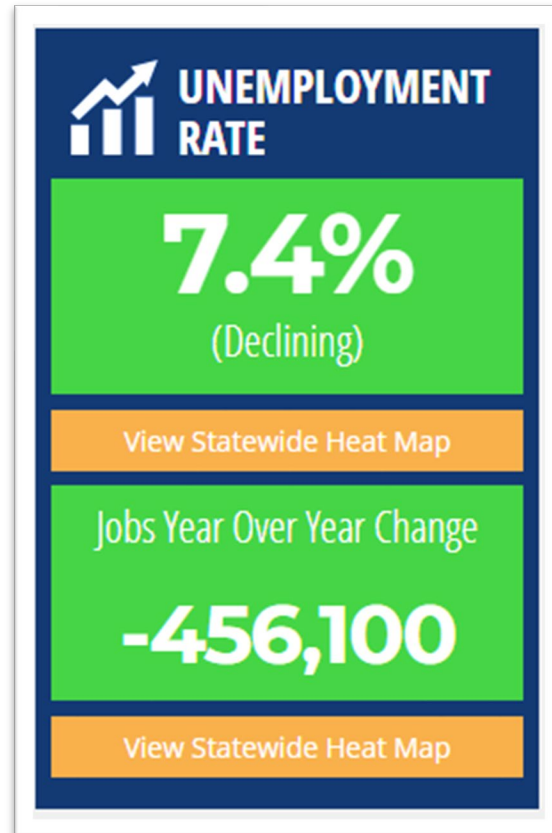 UNEMPLOYMENT
RATE
7.4%
(Declining)
View Statewide Heat Map
Jobs Year Over Year Change
-456,100
View Statewide Heat Map